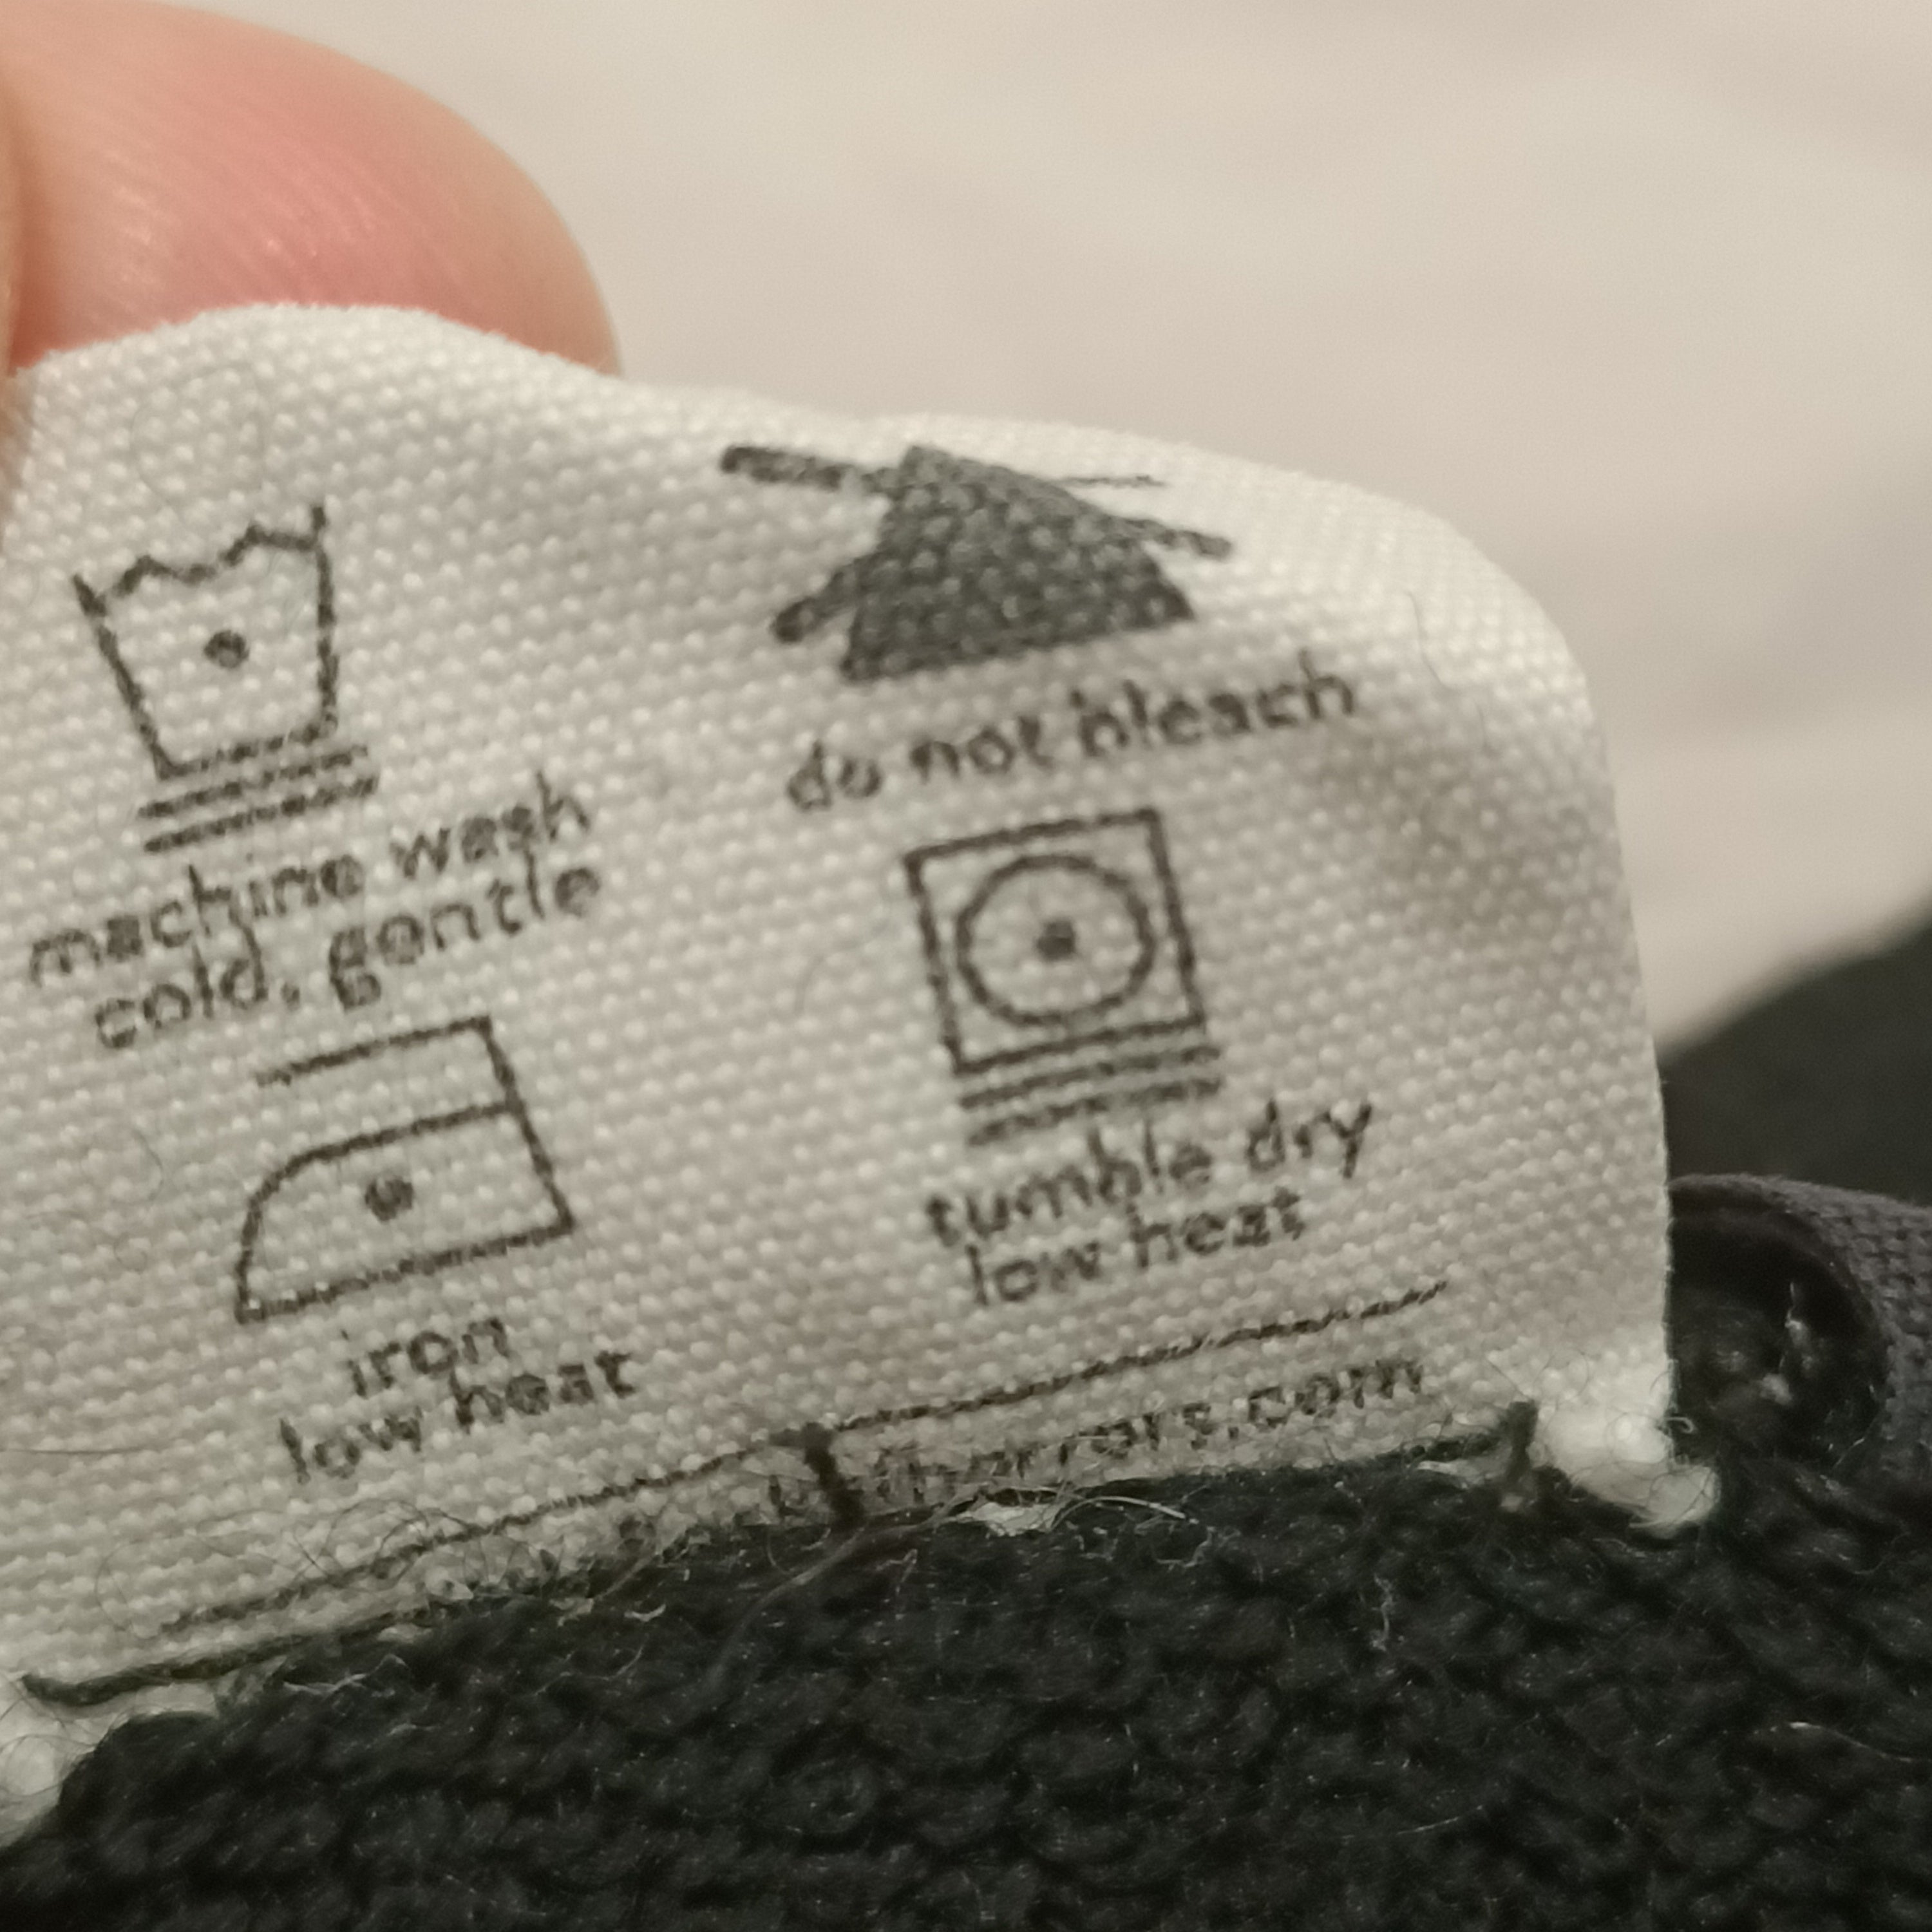 do not bleach
machine wash
cold, gentle
tumble dry
low heat
iron
low heat